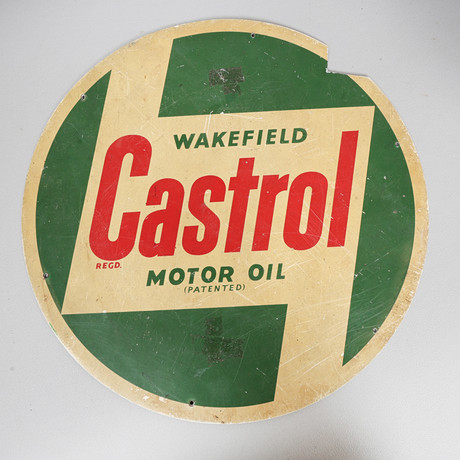 WAKEFIELD
Castrol
REGD.
MOTOR OIL
(PATENTED)